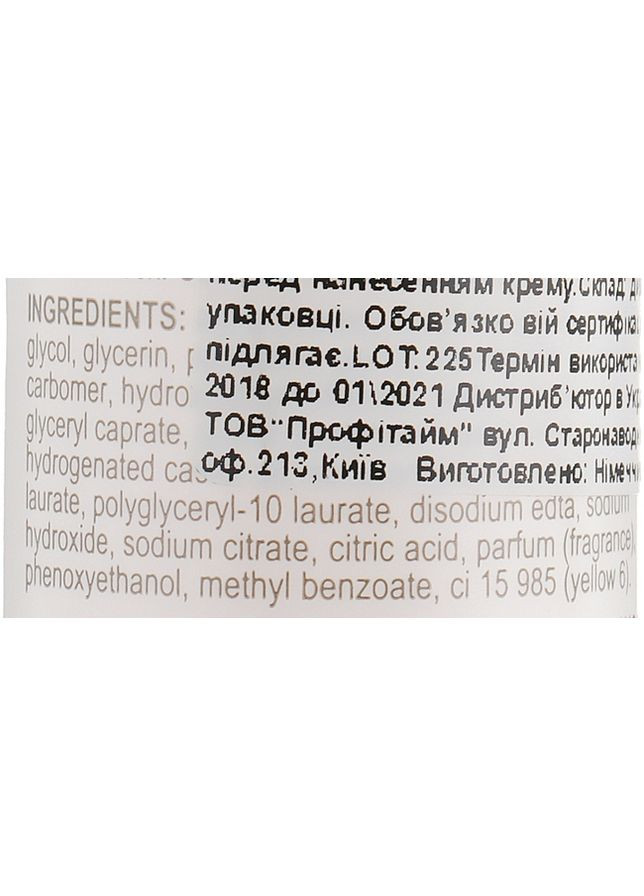 перед нанесенням крему. Склад:
упаковці. Обов'язко вій
підлягає. LOT: 225 Термін
2018 до 01\2021 Дистриб'ютор в
ТОВ "Профітайм" вул.
оф. 213, Київ Виготовлено:
INGREDIENTS:
glycol, glycerin,
carbomer, hydro
glyceryl caprate,
hydrogenated
laurate, polyglyceryl-10 laurate, disodium edta, sodium
hydroxide, sodium citrate, citric acid, parfum (fragrance),
phenoxyethanol, methyl benzoate, ci 15 985 (yellow 6).